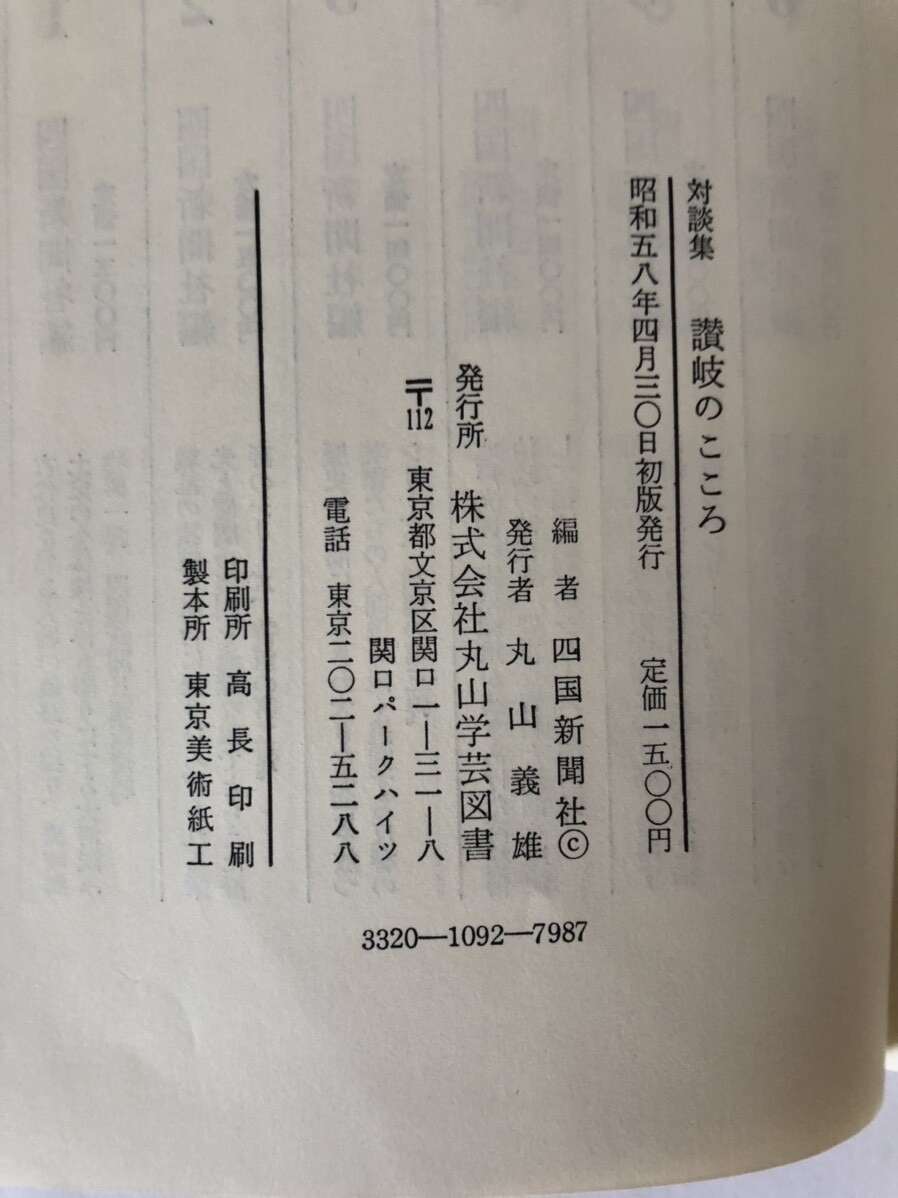 対談集 讃岐のこころ
昭和五八年四月三〇日初版発行 定価一五〇〇円
編者 四国新聞社©
発行者 丸山義雄
発行所 株式会社丸山学芸図書
〒112 東京都文京区関口一―三一―八
関口パークハイツ
電話 東京二〇二―五二八八
印刷所 高長印刷
製本所 東京美術紙工
3320―1092―7987